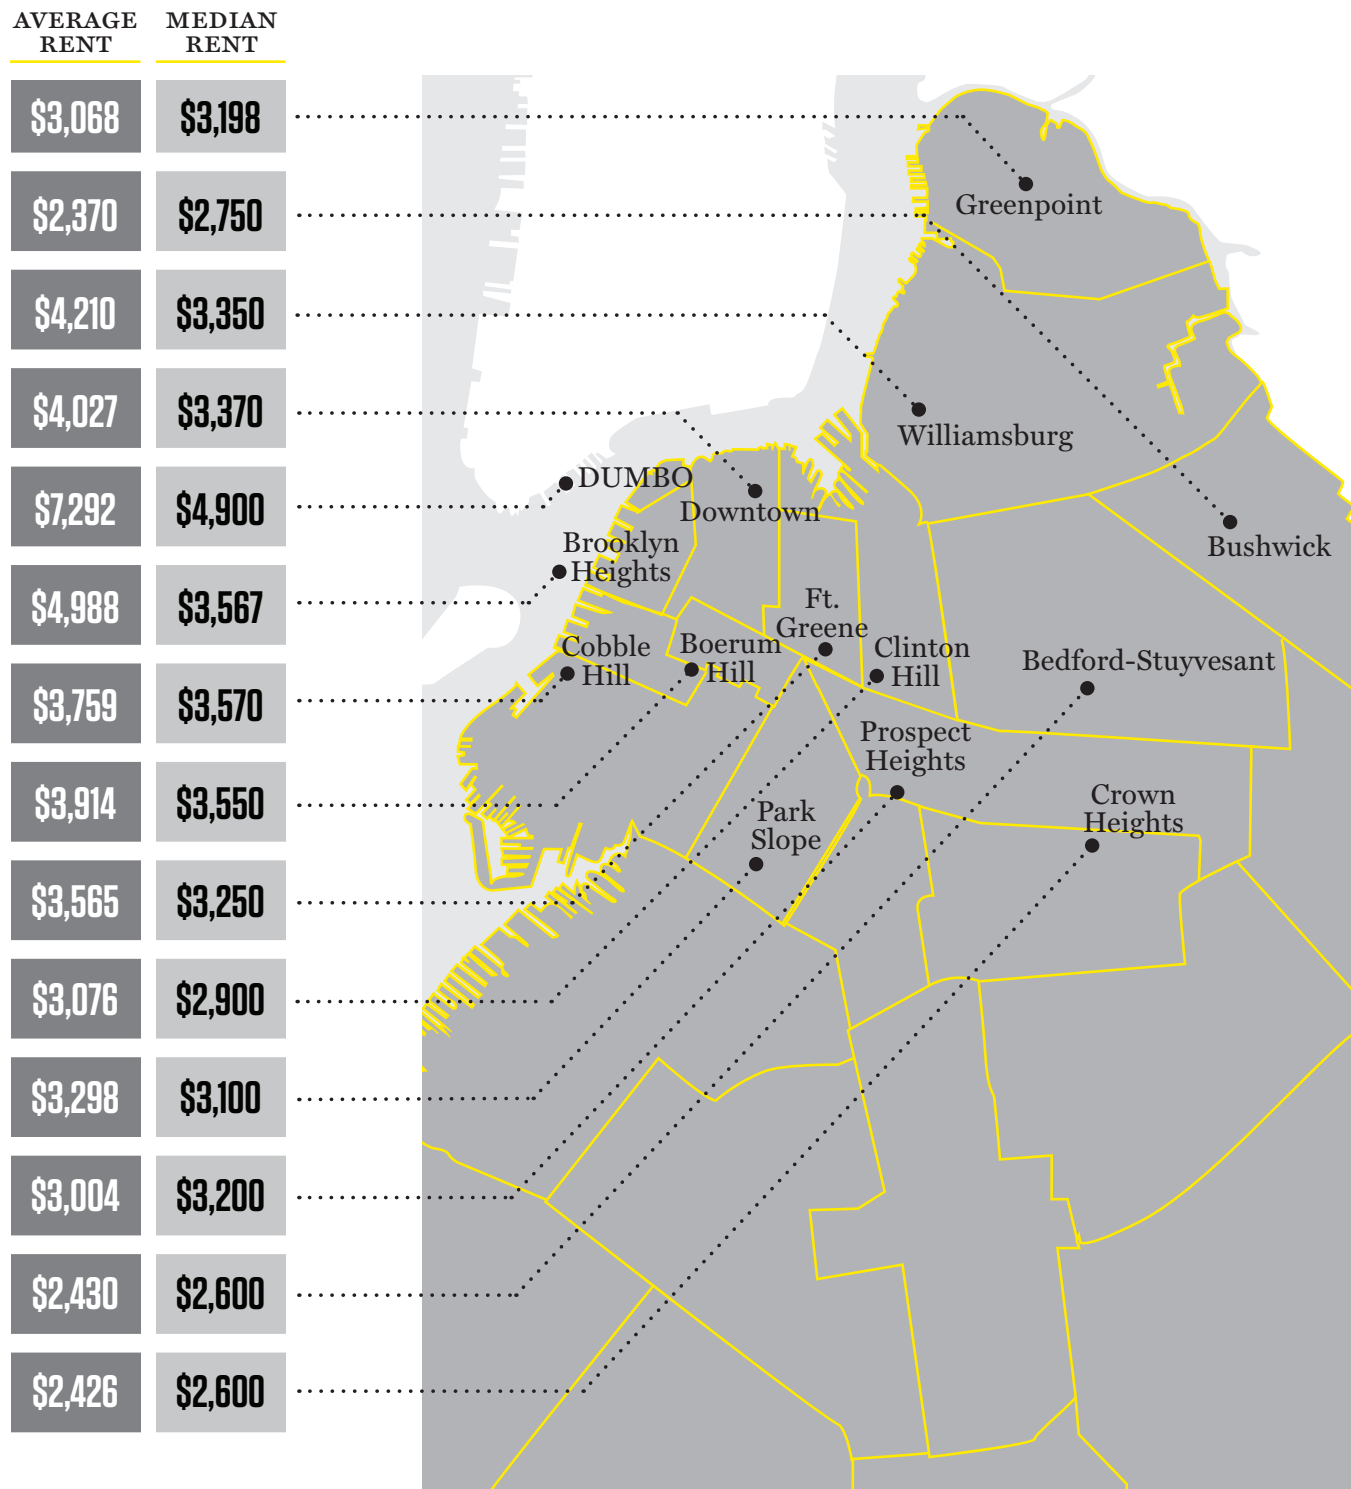 AVERAGE
RENT
MEDIAN
RENT
$3,068 $3,198
$2,370 $2,750
$4,210 $3,350
$4,027 $3,370
$7,292 $4,900
$4,988 $3,567
$3,759 $3,570
$3,914 $3,550
$3,565 $3,250
$3,076 $2,900
$3,298 $3,100
$3,004 $3,200
$2,430 $2,600
$2,426 $2,600
Greenpoint
Williamsburg
DUMBO
Downtown
Bushwick
Brooklyn
Heights
Ft.
Greene
Cobble
Hill
Boerum
Hill
Clinton
Hill
Bedford-Stuyvesant
Prospect
Heights
Park
Slope
Crown
Heights